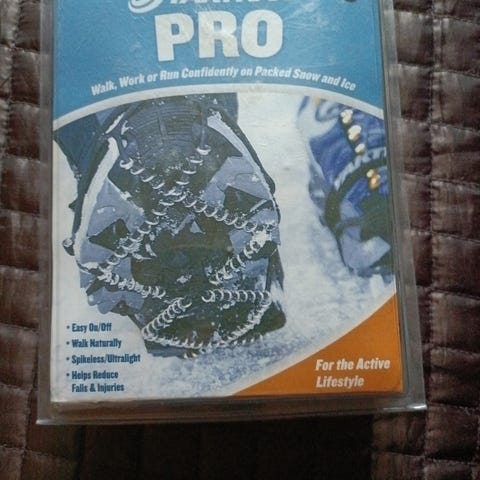 PRO
Walk, Work or Run Confidently on Packed Snow and Ice
• Easy On/Off
• Walk Naturally
• Spikeless/Ultralight
• Helps Reduce
Falls & Injuries
For the Active
Lifestyle